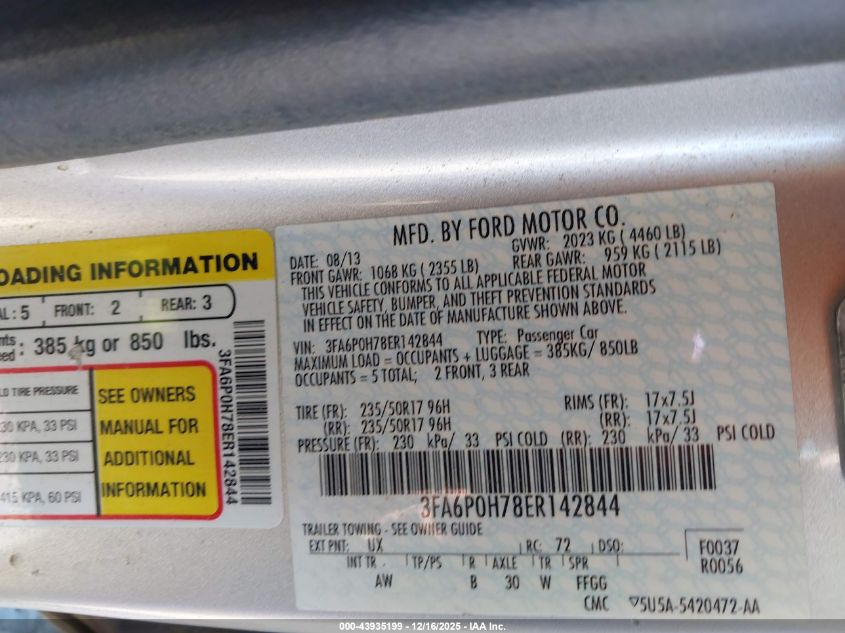 OADING INFORMATION
AL: 5 FRONT: 2 REAR: 3
385 kg or 850 lbs.
TIRE PRESSURE
KPA, 33 PSI
230 KPA, 33 PSI
415 KPA, 60 PSI
SEE OWNERS
MANUAL FOR
ADDITIONAL
INFORMATION
3FA6P0H78ER142844
MFD. BY FORD MOTOR CO.
DATE: 08/13 GVWR: 2023 KG ( 4460 LB)
FRONT GAWR: 1068 KG ( 2355 LB) REAR GAWR: 959 KG ( 2115 LB)
THIS VEHICLE CONFORMS TO ALL APPLICABLE FEDERAL MOTOR
VEHICLE SAFETY, BUMPER, AND THEFT PREVENTION STANDARDS
IN EFFECT ON THE DATE OF MANUFACTURE SHOWN ABOVE.
VIN: 3FA6P0H78ER142844 TYPE: Passenger Car
MAXIMUM LOAD = OCCUPANTS + LUGGAGE = 385KG/ 850LB
OCCUPANTS = 5 TOTAL; 2 FRONT, 3 REAR
TIRE (FR): 235/50R17 96H RIMS (FR): 17x7.5J
(RR): 235/50R17 96H (RR): 17x7.5J
PRESSURE (FR): 230 kPa/ 33 PSI COLD (RR): 230 kPa/ 33 PSI COLD
3FA6P0H78ER142844
TRAILER TOWING - SEE OWNER GUIDE
EXT PNT: UX RC: 72 DSO: F0037
INT TR TP/PS R AXLE TR SPR R0056
AW B 30 W FFGG
CMC ▽5U5A-5420472-AA
000-43935199 - 12/16/2025 - IAA Inc.